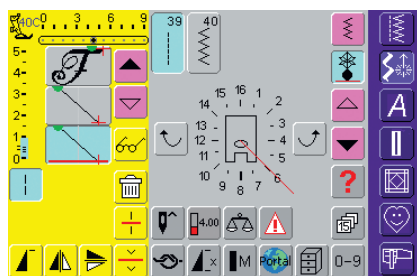 40C 0 3 6 9
39 40
5-
4-
3-
2-
1-
0
T
15 16 1
14 2
13 - - 3
12 - - 4
11 - - 5
10 6
9 8 7
A
?
4.00
15
M
Portal
0-9